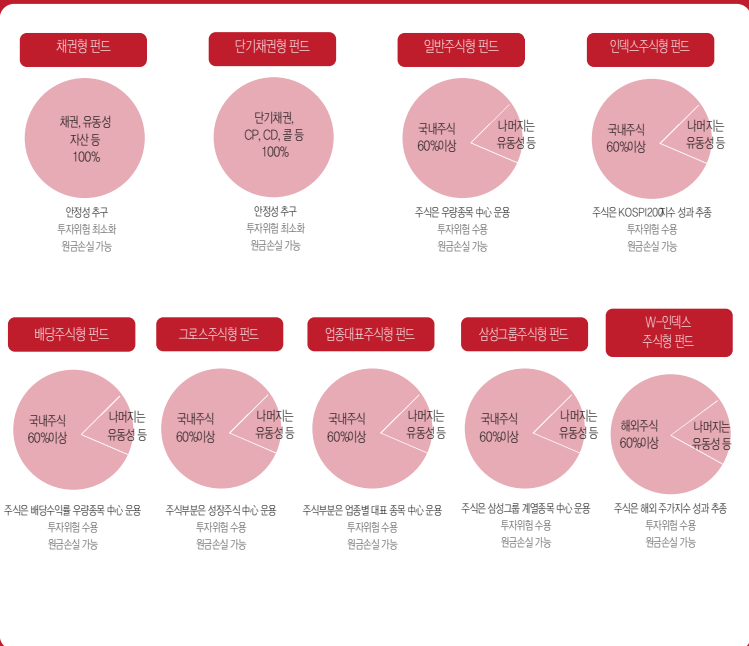 채권형 펀드
단기채권형 펀드
일반주식형 펀드
인덱스주식형 펀드
채권, 유동성
자산 등
100%
단기채권,
CP, CD, 콜 등
100%
국내주식
60%이상
나머지는
유동성 등
국내주식
60%이상
나머지는
유동성 등
안정성 추구
투자위험 최소화
원금손실 가능
안정성 추구
투자위험 최소화
원금손실 가능
주식은 우량종목 中心 운용
투자위험 수용
원금손실 가능
주식은 KOSPI200지수 성과 추종
투자위험 수용
원금손실 가능
배당주식형 펀드
그로스주식형 펀드
업종대표주식형 펀드
삼성그룹주식형 펀드
W-인덱스
주식형 펀드
국내주식
60%이상
나머지는
유동성 등
국내주식
60%이상
나머지는
유동성 등
국내주식
60%이상
나머지는
유동성 등
국내주식
60%이상
나머지는
유동성 등
해외주식
60%이상
나머지는
유동성 등
주식은 배당수익률 우량종목 中心 운용
투자위험 수용
원금손실 가능
주식부분은 성장주식 中心 운용
투자위험 수용
원금손실 가능
주식부분은 업종별 대표 종목 中心 운용
투자위험 수용
원금손실 가능
주식은 삼성그룹 계열종목 中心 운용
투자위험 수용
원금손실 가능
주식은 해외 주가지수 성과 추종
투자위험 수용
원금손실 가능